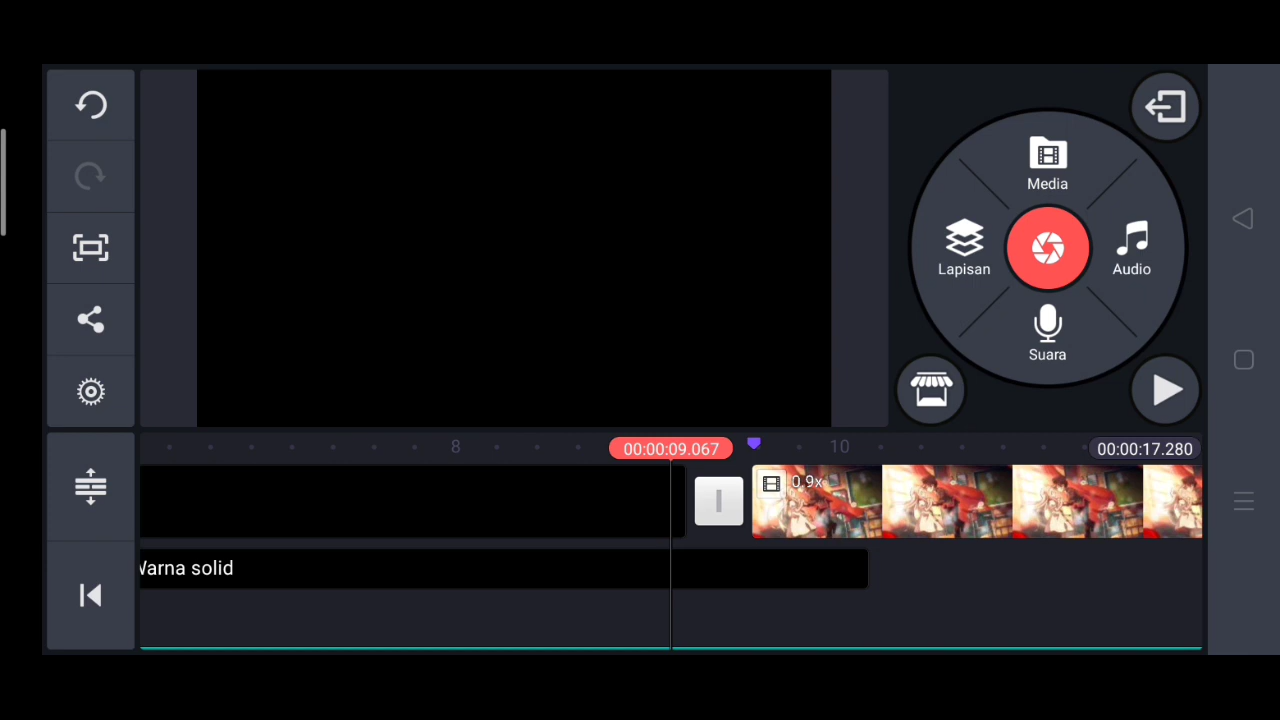 Media
Lapisan
Audio
Suara
8
00:00:09.067
10
00:00:17.280
0.9x
Warna solid